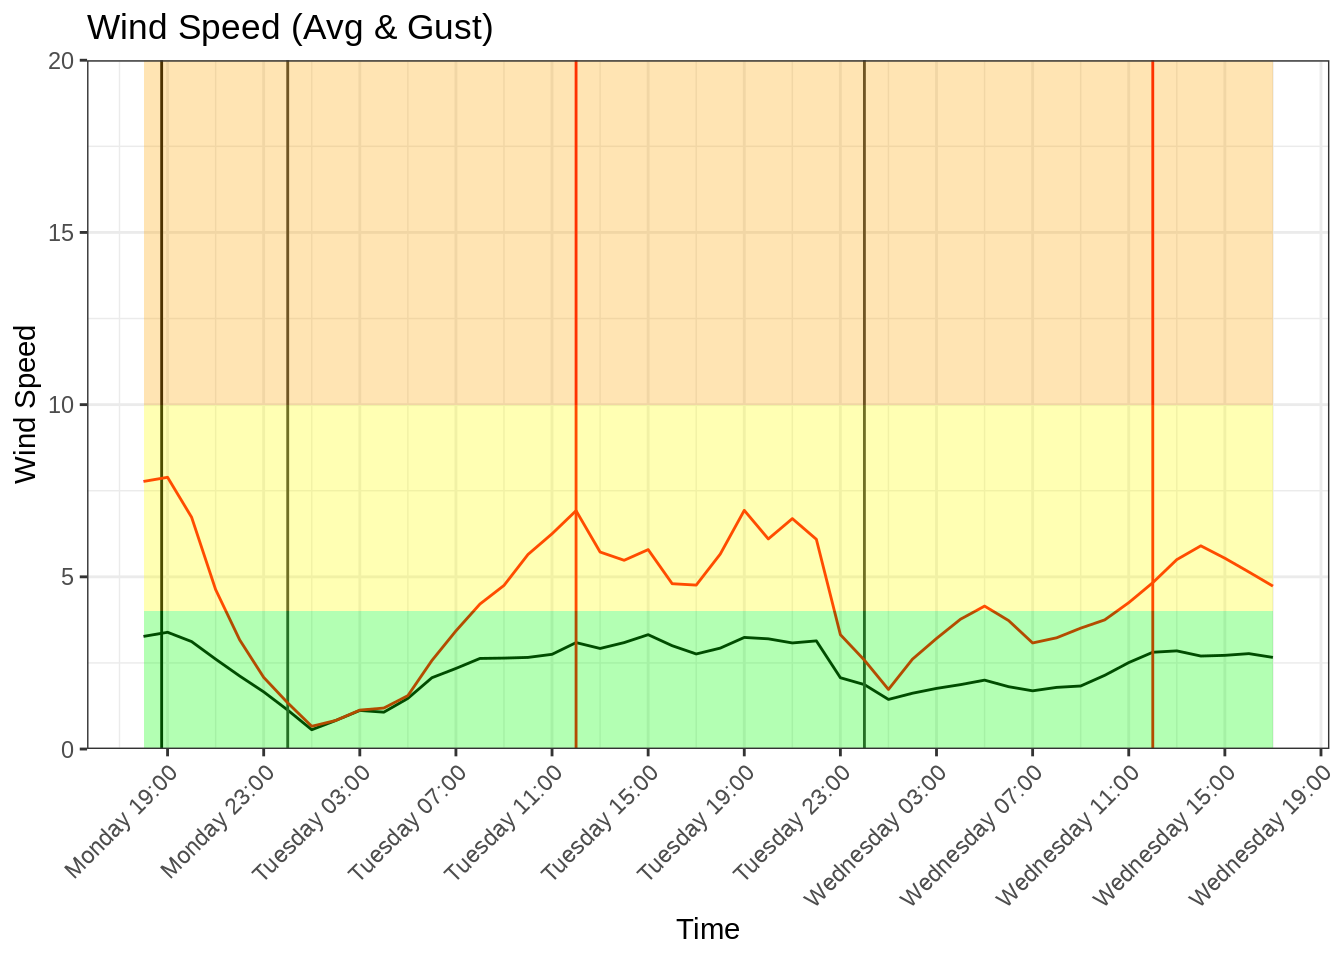 Wind Speed (Avg & Gust)
20
15
10
5
0
Wind Speed
Monday 19:00
Monday 23:00
Tuesday 03:00
Tuesday 07:00
Tuesday 11:00
Tuesday 15:00
Tuesday 19:00
Tuesday 23:00
Wednesday 03:00
Wednesday 07:00
Wednesday 11:00
Wednesday 15:00
Wednesday 19:00
Time